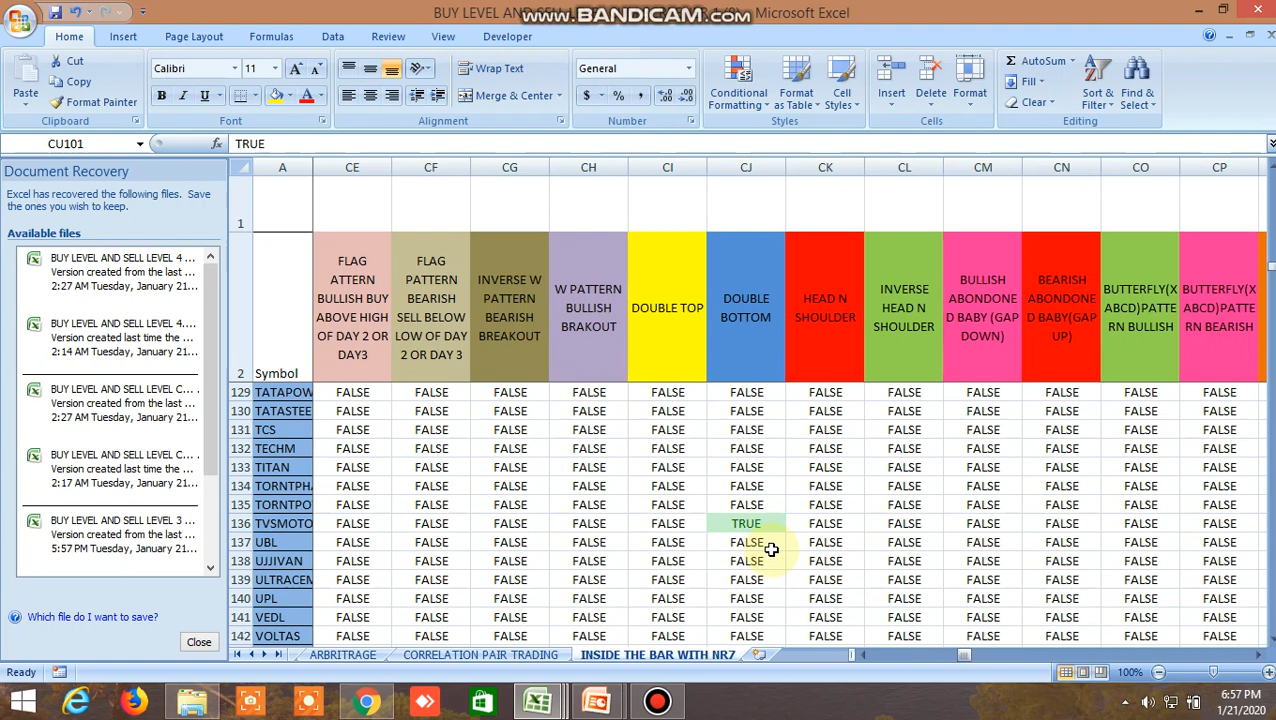 BUY LEVEL AND SELL
www.BANDICAM.com
- Microsoft Excel
Home Insert Page Layout Formulas Data Review View Developer
Paste
Cut
Copy
Format Painter
Clipboard
Calibri 11
B I U
Font
Wrap Text
Merge & Center
Alignment
General
$ % ,
Number
Conditional Formatting
Format as Table
Cell Styles
Styles
Insert
Delete
Format
Cells
Σ AutoSum
Fill
Clear
Sort & Filter
Find & Select
Editing
CU101 fx TRUE
Document Recovery
Excel has recovered the following files. Save
the ones you wish to keep.
Available files
BUY LEVEL AND SELL LEVEL 4 ...
Version created from the last ...
2:27 AM Tuesday, January 21...
BUY LEVEL AND SELL LEVEL 4....
Version created from the last ...
2:14 AM Tuesday, January 21...
BUY LEVEL AND SELL LEVEL C...
Version created last time the ...
2:27 AM Tuesday, January 21...
BUY LEVEL AND SELL LEVEL C...
Version created last time the ...
2:17 AM Tuesday, January 21...
BUY LEVEL AND SELL LEVEL 3 ...
Version created from the last ...
5:57 PM Tuesday, January 21...
Which file do I want to save?
Close
A CE CF CG CH CI CJ CK CL CM CN CO CP
1
2 Symbol
FLAG
ATTERN
BULLISH BUY
ABOVE HIGH
OF DAY 2 OR
DAY3
FLAG
PATTERN
BEARISH
SELL BELOW
LOW OF DAY
2 OR DAY 3
INVERSE W
PATTERN
BEARISH
BREAKOUT
W PATTERN
BULLISH
BRAKOUT
DOUBLE TOP
DOUBLE
BOTTOM
HEAD N
SHOULDER
INVERSE
HEAD N
SHOULDER
BULLISH
ABONDONE
D BABY (GAP
DOWN)
BEARISH
ABONDONE
D BABY(GAP
UP)
BUTTERFLY(X
ABCD)PATTE
RN BULLISH
BUTTERFLY(X
ABCD)PATTE
RN BEARISH
129 TATAPOW FALSE FALSE FALSE FALSE FALSE FALSE FALSE FALSE FALSE FALSE FALSE FALSE
130 TATASTEE FALSE FALSE FALSE FALSE FALSE FALSE FALSE FALSE FALSE FALSE FALSE FALSE
131 TCS FALSE FALSE FALSE FALSE FALSE FALSE FALSE FALSE FALSE FALSE FALSE FALSE
132 TECHM FALSE FALSE FALSE FALSE FALSE FALSE FALSE FALSE FALSE FALSE FALSE FALSE
133 TITAN FALSE FALSE FALSE FALSE FALSE FALSE FALSE FALSE FALSE FALSE FALSE FALSE
134 TORNTPH FALSE FALSE FALSE FALSE FALSE FALSE FALSE FALSE FALSE FALSE FALSE FALSE
135 TORNTPO FALSE FALSE FALSE FALSE FALSE FALSE FALSE FALSE FALSE FALSE FALSE FALSE
136 TVSMOTO FALSE FALSE FALSE FALSE FALSE TRUE FALSE FALSE FALSE FALSE FALSE FALSE
137 UBL FALSE FALSE FALSE FALSE FALSE FALSE FALSE FALSE FALSE FALSE FALSE FALSE
138 UJJIVAN FALSE FALSE FALSE FALSE FALSE FALSE FALSE FALSE FALSE FALSE FALSE FALSE
139 ULTRACEM FALSE FALSE FALSE FALSE FALSE FALSE FALSE FALSE FALSE FALSE FALSE FALSE
140 UPL FALSE FALSE FALSE FALSE FALSE FALSE FALSE FALSE FALSE FALSE FALSE FALSE
141 VEDL FALSE FALSE FALSE FALSE FALSE FALSE FALSE FALSE FALSE FALSE FALSE FALSE
142 VOLTAS FALSE FALSE FALSE FALSE FALSE FALSE FALSE FALSE FALSE FALSE FALSE FALSE
ARBITRAGE CORRELATION PAIR TRADING INSIDE THE BAR WITH NR7
Ready 100%
6:57 PM
1/21/2020